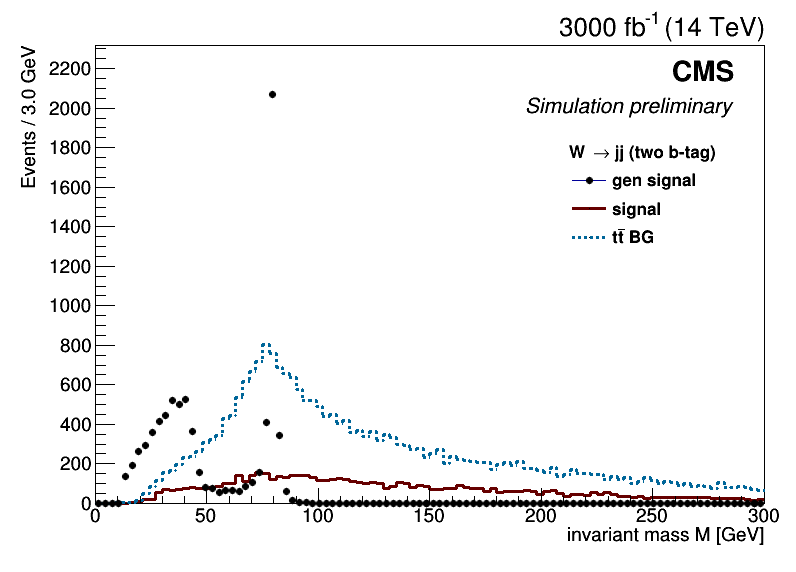 3000 fb-1 (14 TeV)
CMS
Simulation preliminary
W → jj (two b-tag)
gen signal
signal
tt̄ BG
Events / 3.0 GeV
2200
2000
1800
1600
1400
1200
1000
800
600
400
200
0
0 50 100 150 200 250 300
invariant mass M [GeV]